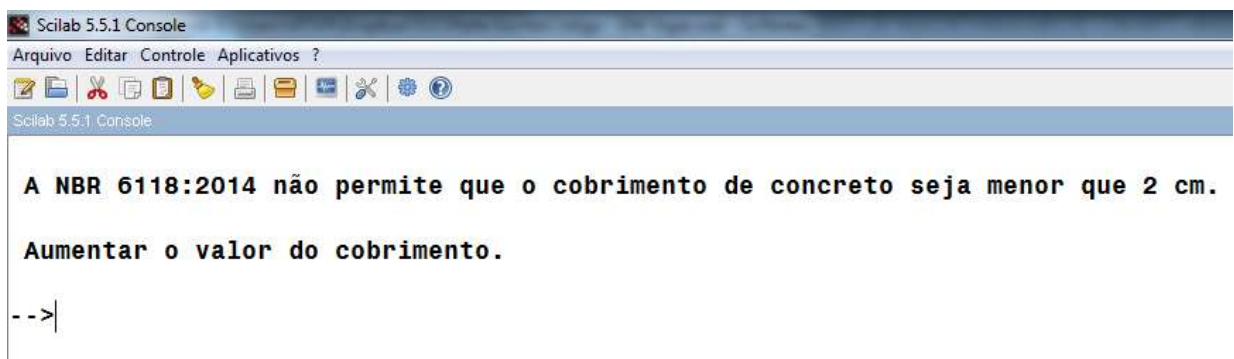 Scilab 5.5.1 Console
Arquivo Editar Controle Aplicativos ?
Scilab 5.5.1 Console
A NBR 6118:2014 não permite que o cobrimento de concreto seja menor que 2 cm.
Aumentar o valor do cobrimento.
-->